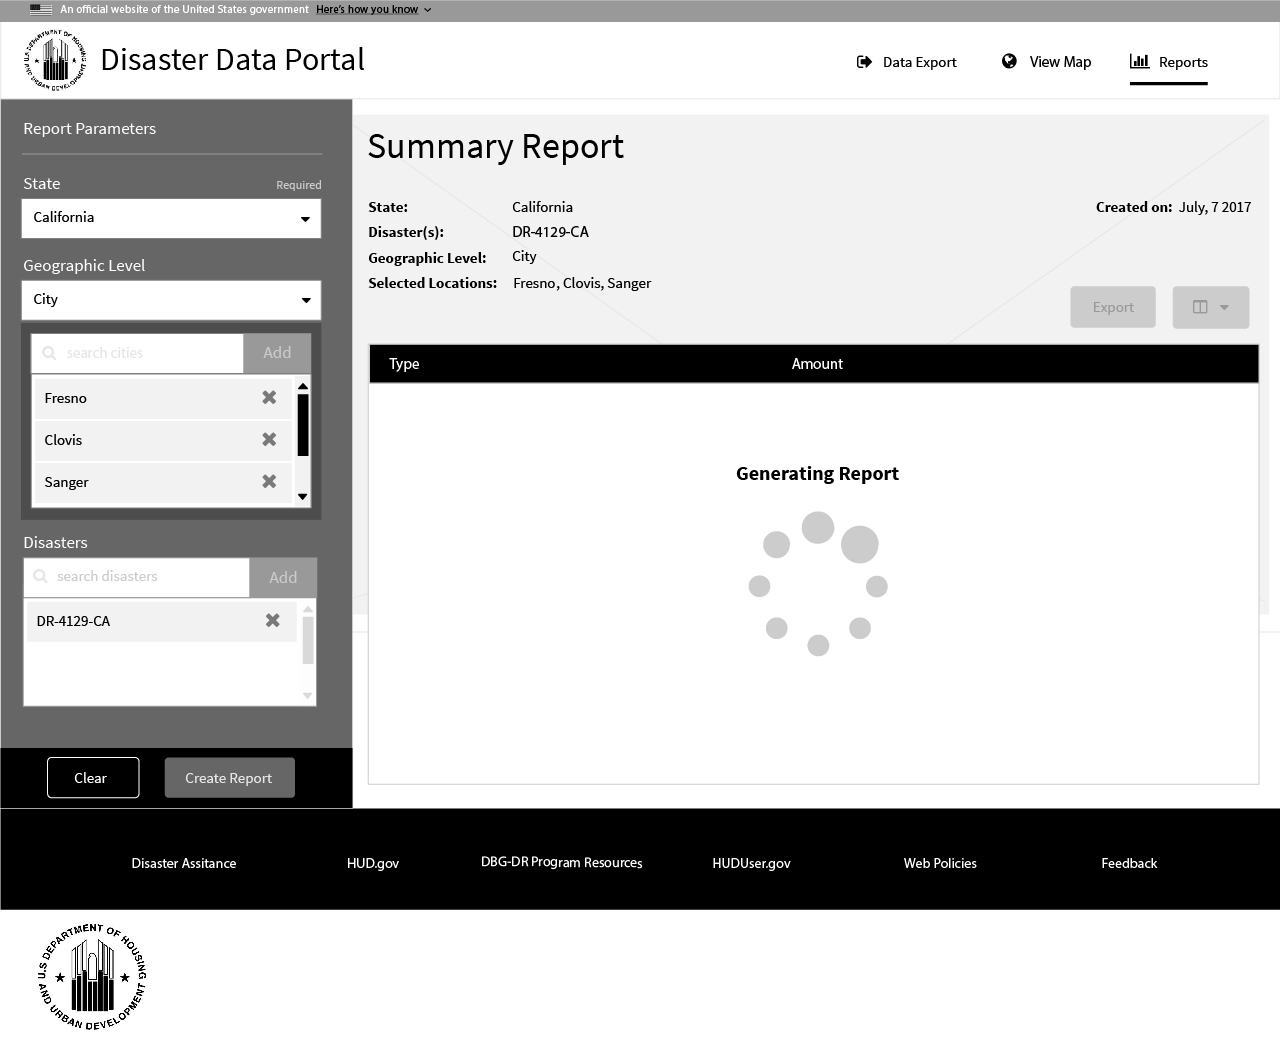 An official website of the United States government Here's how you know
U.S DEPARTMENT OF HOUSING AND URBAN DEVELOPMENT
Disaster Data Portal
Data Export
View Map
Reports
Report Parameters
State
Required
California
Geographic Level
City
search cities
Add
Fresno
Clovis
Sanger
Disasters
search disasters
Add
DR-4129-CA
Clear
Create Report
Summary Report
State: California
Created on: July, 7 2017
Disaster(s): DR-4129-CA
Geographic Level: City
Selected Locations: Fresno, Clovis, Sanger
Export
Type
Amount
Generating Report
Disaster Assitance
HUD.gov
DBG-DR Program Resources
HUDUser.gov
Web Policies
Feedback
U.S DEPARTMENT OF HOUSING AND URBAN DEVELOPMENT